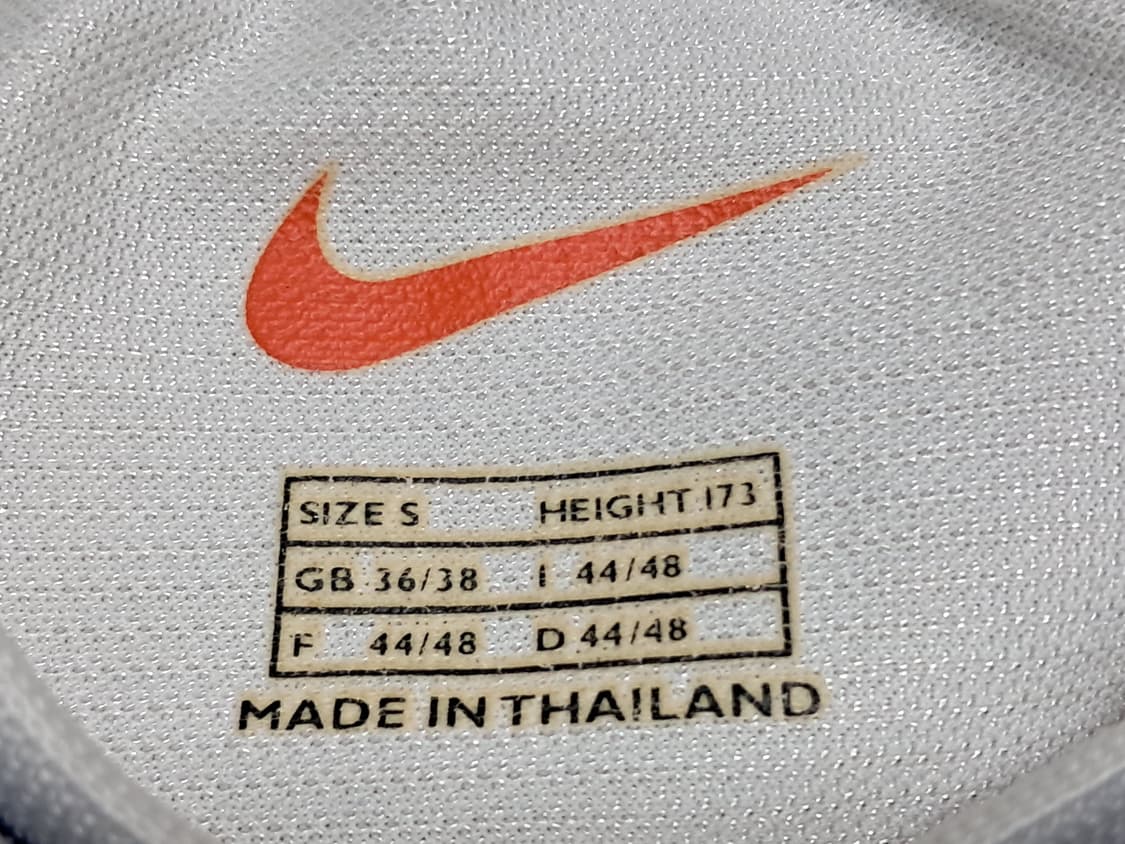 SIZE S HEIGHT 173
GB 36/38 I 44/48
F 44/48 D 44/48
MADE IN THAILAND